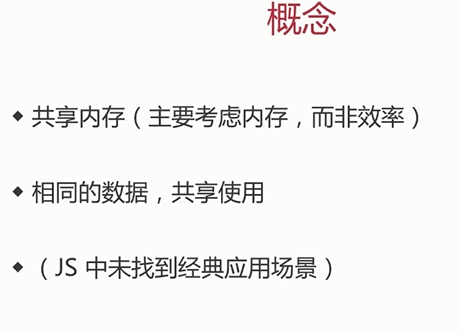 概念
◆ 共享内存（主要考虑内存，而非效率）
◆ 相同的数据，共享使用
◆ （JS 中未找到经典应用场景）